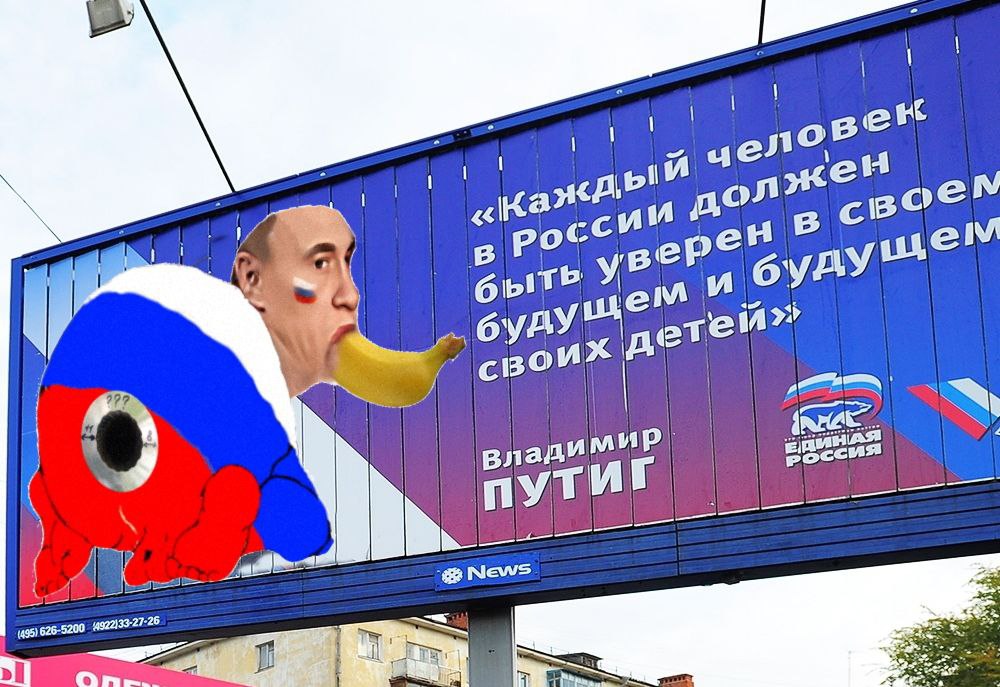 «Каждый человек
в России должен
быть уверен в своем
будущем и будущем
своих детей»
Владимир
ПУТИГ
ЕДИНАЯ
РОССИЯ
???
News
(495) 626-5200 (4922)33-27-26